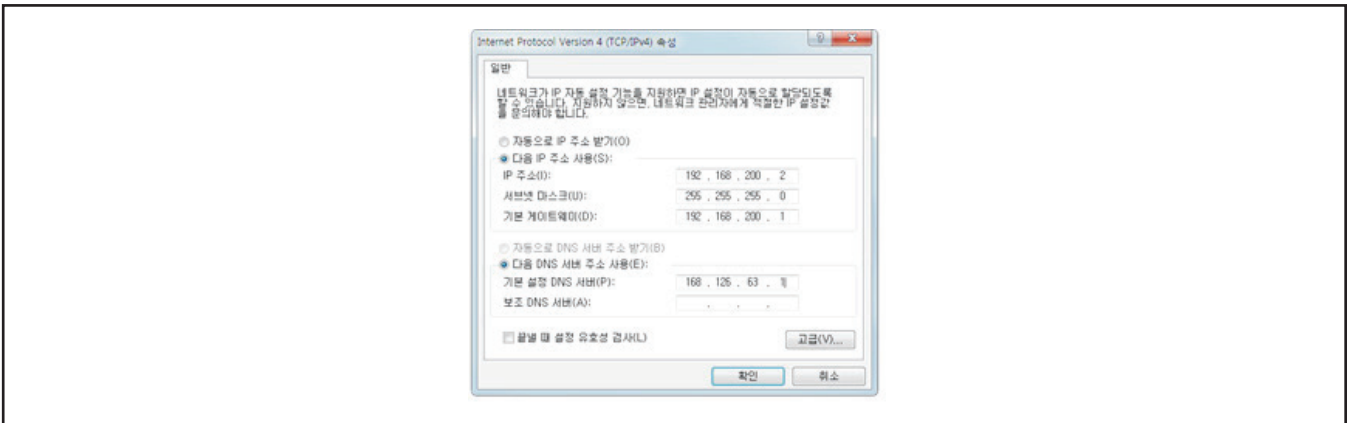 Internet Protocol Version 4 (TCP/IPv4) 속성
일반
네트워크가 IP 자동 설정 기능을 지원하면 IP 설정이 자동으로 할당되도록
할 수 있습니다. 지원하지 않으면, 네트워크 관리자에게 적절한 IP 설정값
을 문의해야 합니다.
자동으로 IP 주소 받기(O)
다음 IP 주소 사용(S):
IP 주소(I): 192 . 168 . 200 . 2
서브넷 마스크(U): 255 . 255 . 255 . 0
기본 게이트웨이(D): 192 . 168 . 200 . 1
자동으로 DNS 서버 주소 받기(B)
다음 DNS 서버 주소 사용(E):
기본 설정 DNS 서버(P): 168 . 126 . 63 . 1
보조 DNS 서버(A): . . .
끝낼 때 설정 유효성 검사(L)
고급(V)...
확인 취소